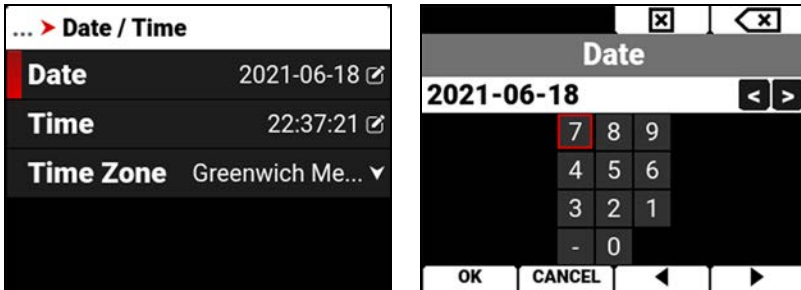 ... > Date / Time
Date 2021-06-18
Time 22:37:21
Time Zone Greenwich Me...
Date
2021-06-18 < >
7 8 9
4 5 6
3 2 1
- 0
OK CANCEL